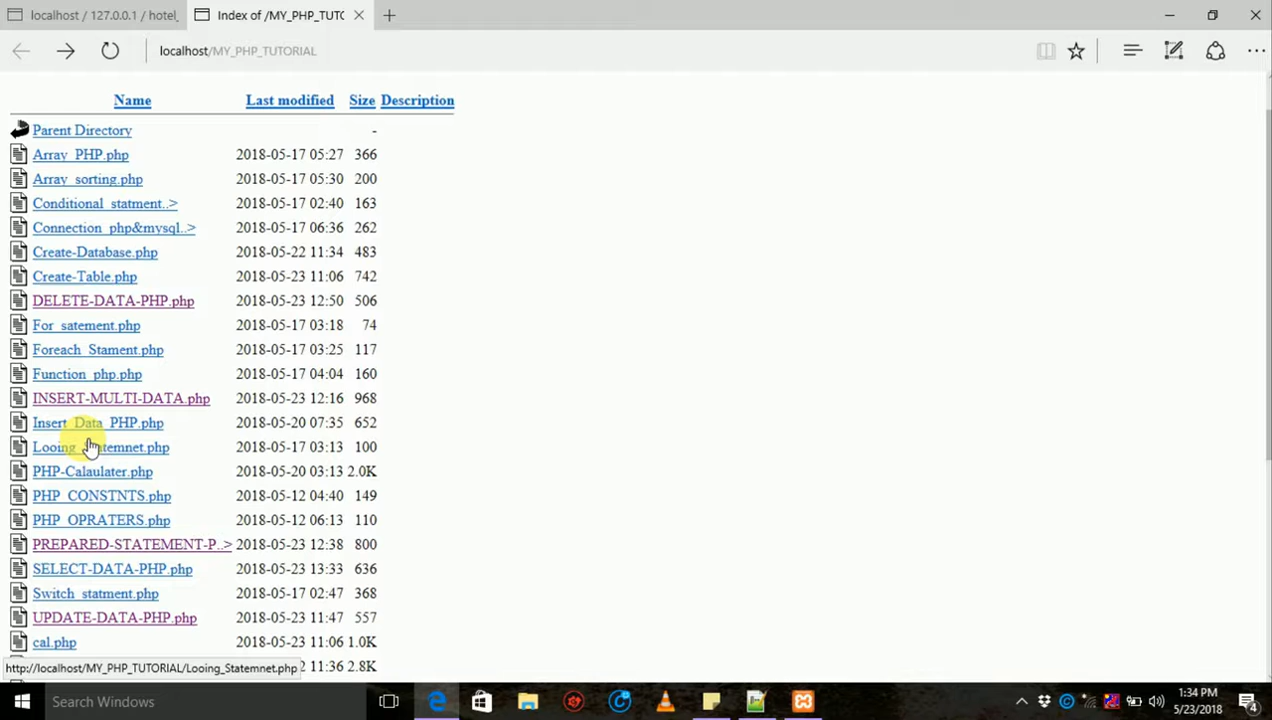 localhost / 127.0.0.1 / hotel_
Index of /MY_PHP_TUTO
localhost/MY_PHP_TUTORIAL
Name Last modified Size Description
Parent Directory -
Array_PHP.php 2018-05-17 05:27 366
Array_sorting.php 2018-05-17 05:30 200
Conditional_statment..> 2018-05-17 02:40 163
Connection_php&mysql..> 2018-05-17 06:36 262
Create-Database.php 2018-05-22 11:34 483
Create-Table.php 2018-05-23 11:06 742
DELETE-DATA-PHP.php 2018-05-23 12:50 506
For_satement.php 2018-05-17 03:18 74
Foreach_Stament.php 2018-05-17 03:25 117
Function_php.php 2018-05-17 04:04 160
INSERT-MULTI-DATA.php 2018-05-23 12:16 968
Insert_Data_PHP.php 2018-05-20 07:35 652
Looing_Statemnet.php 2018-05-17 03:13 100
PHP-Calaulater.php 2018-05-20 03:13 2.0K
PHP_CONSTNTS.php 2018-05-12 04:40 149
PHP_OPRATERS.php 2018-05-12 06:13 110
PREPARED-STATEMENT-P..> 2018-05-23 12:38 800
SELECT-DATA-PHP.php 2018-05-23 13:33 636
Switch_statment.php 2018-05-17 02:47 368
UPDATE-DATA-PHP.php 2018-05-23 11:47 557
cal.php 2018-05-23 11:06 1.0K
http://localhost/MY_PHP_TUTORIAL/Looing_Statemnet.php 2 11:36 2.8K
Search Windows
1:34 PM
5/23/2018
4